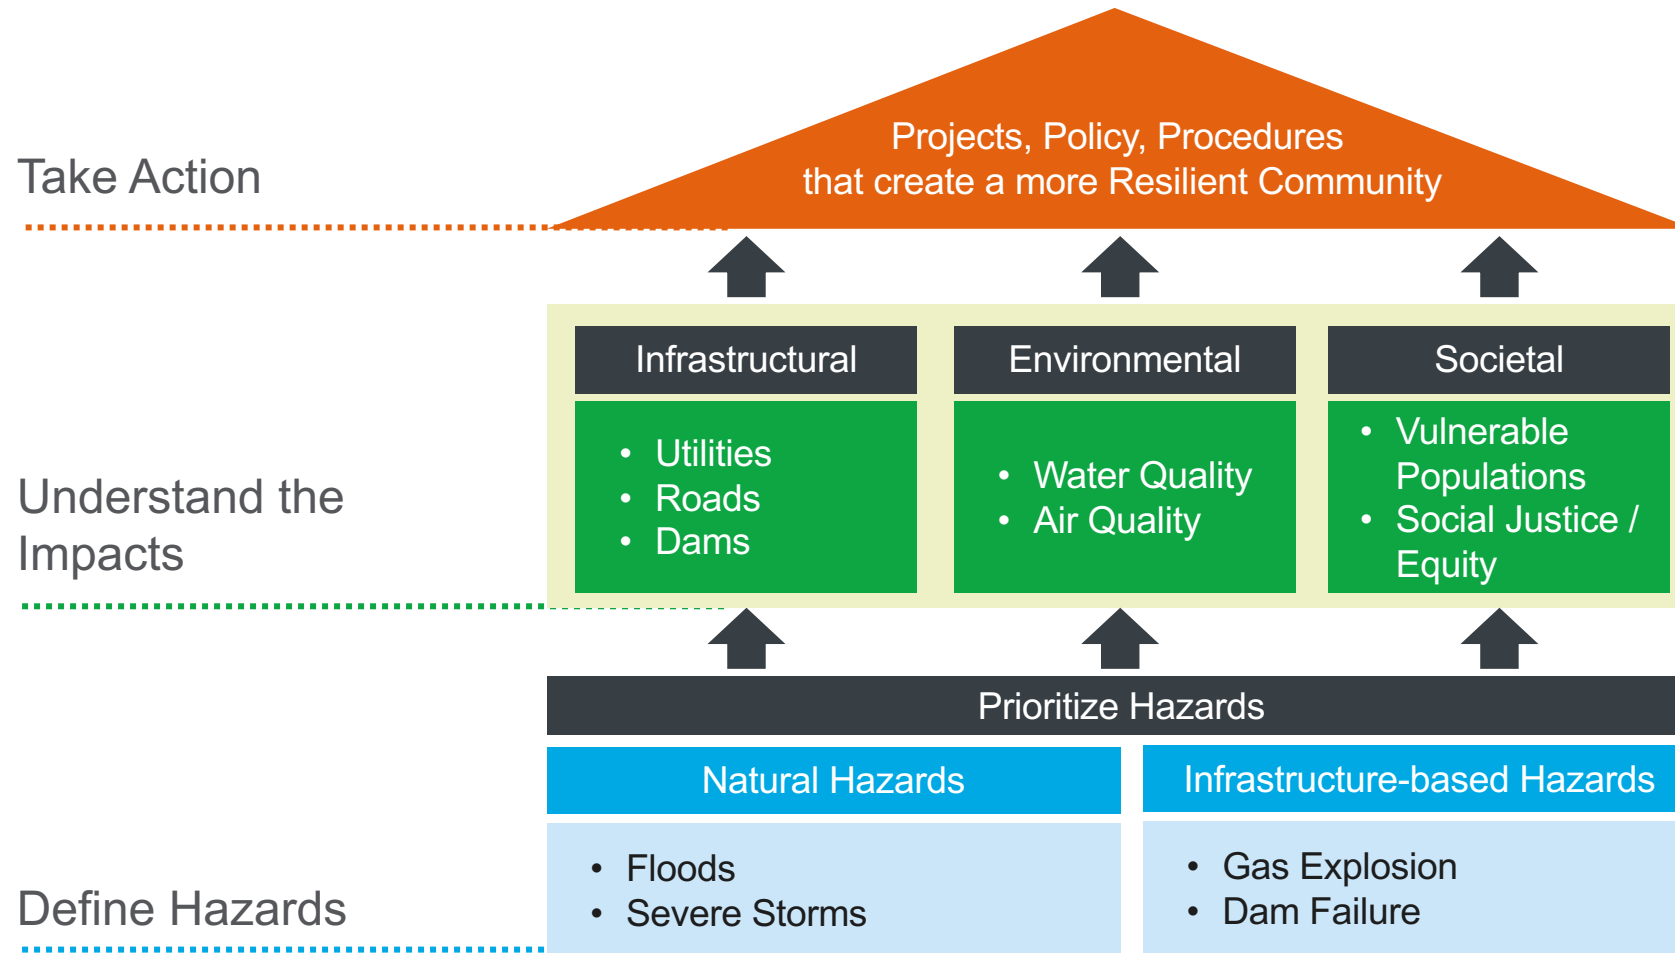 Projects, Policy, Procedures
that create a more Resilient Community
Take Action
Infrastructural
Environmental
Societal
• Utilities
• Roads
• Dams
• Water Quality
• Air Quality
• Vulnerable
Populations
• Social Justice /
Equity
Understand the
Impacts
Prioritize Hazards
Natural Hazards
Infrastructure-based Hazards
• Floods
• Severe Storms
• Gas Explosion
• Dam Failure
Define Hazards